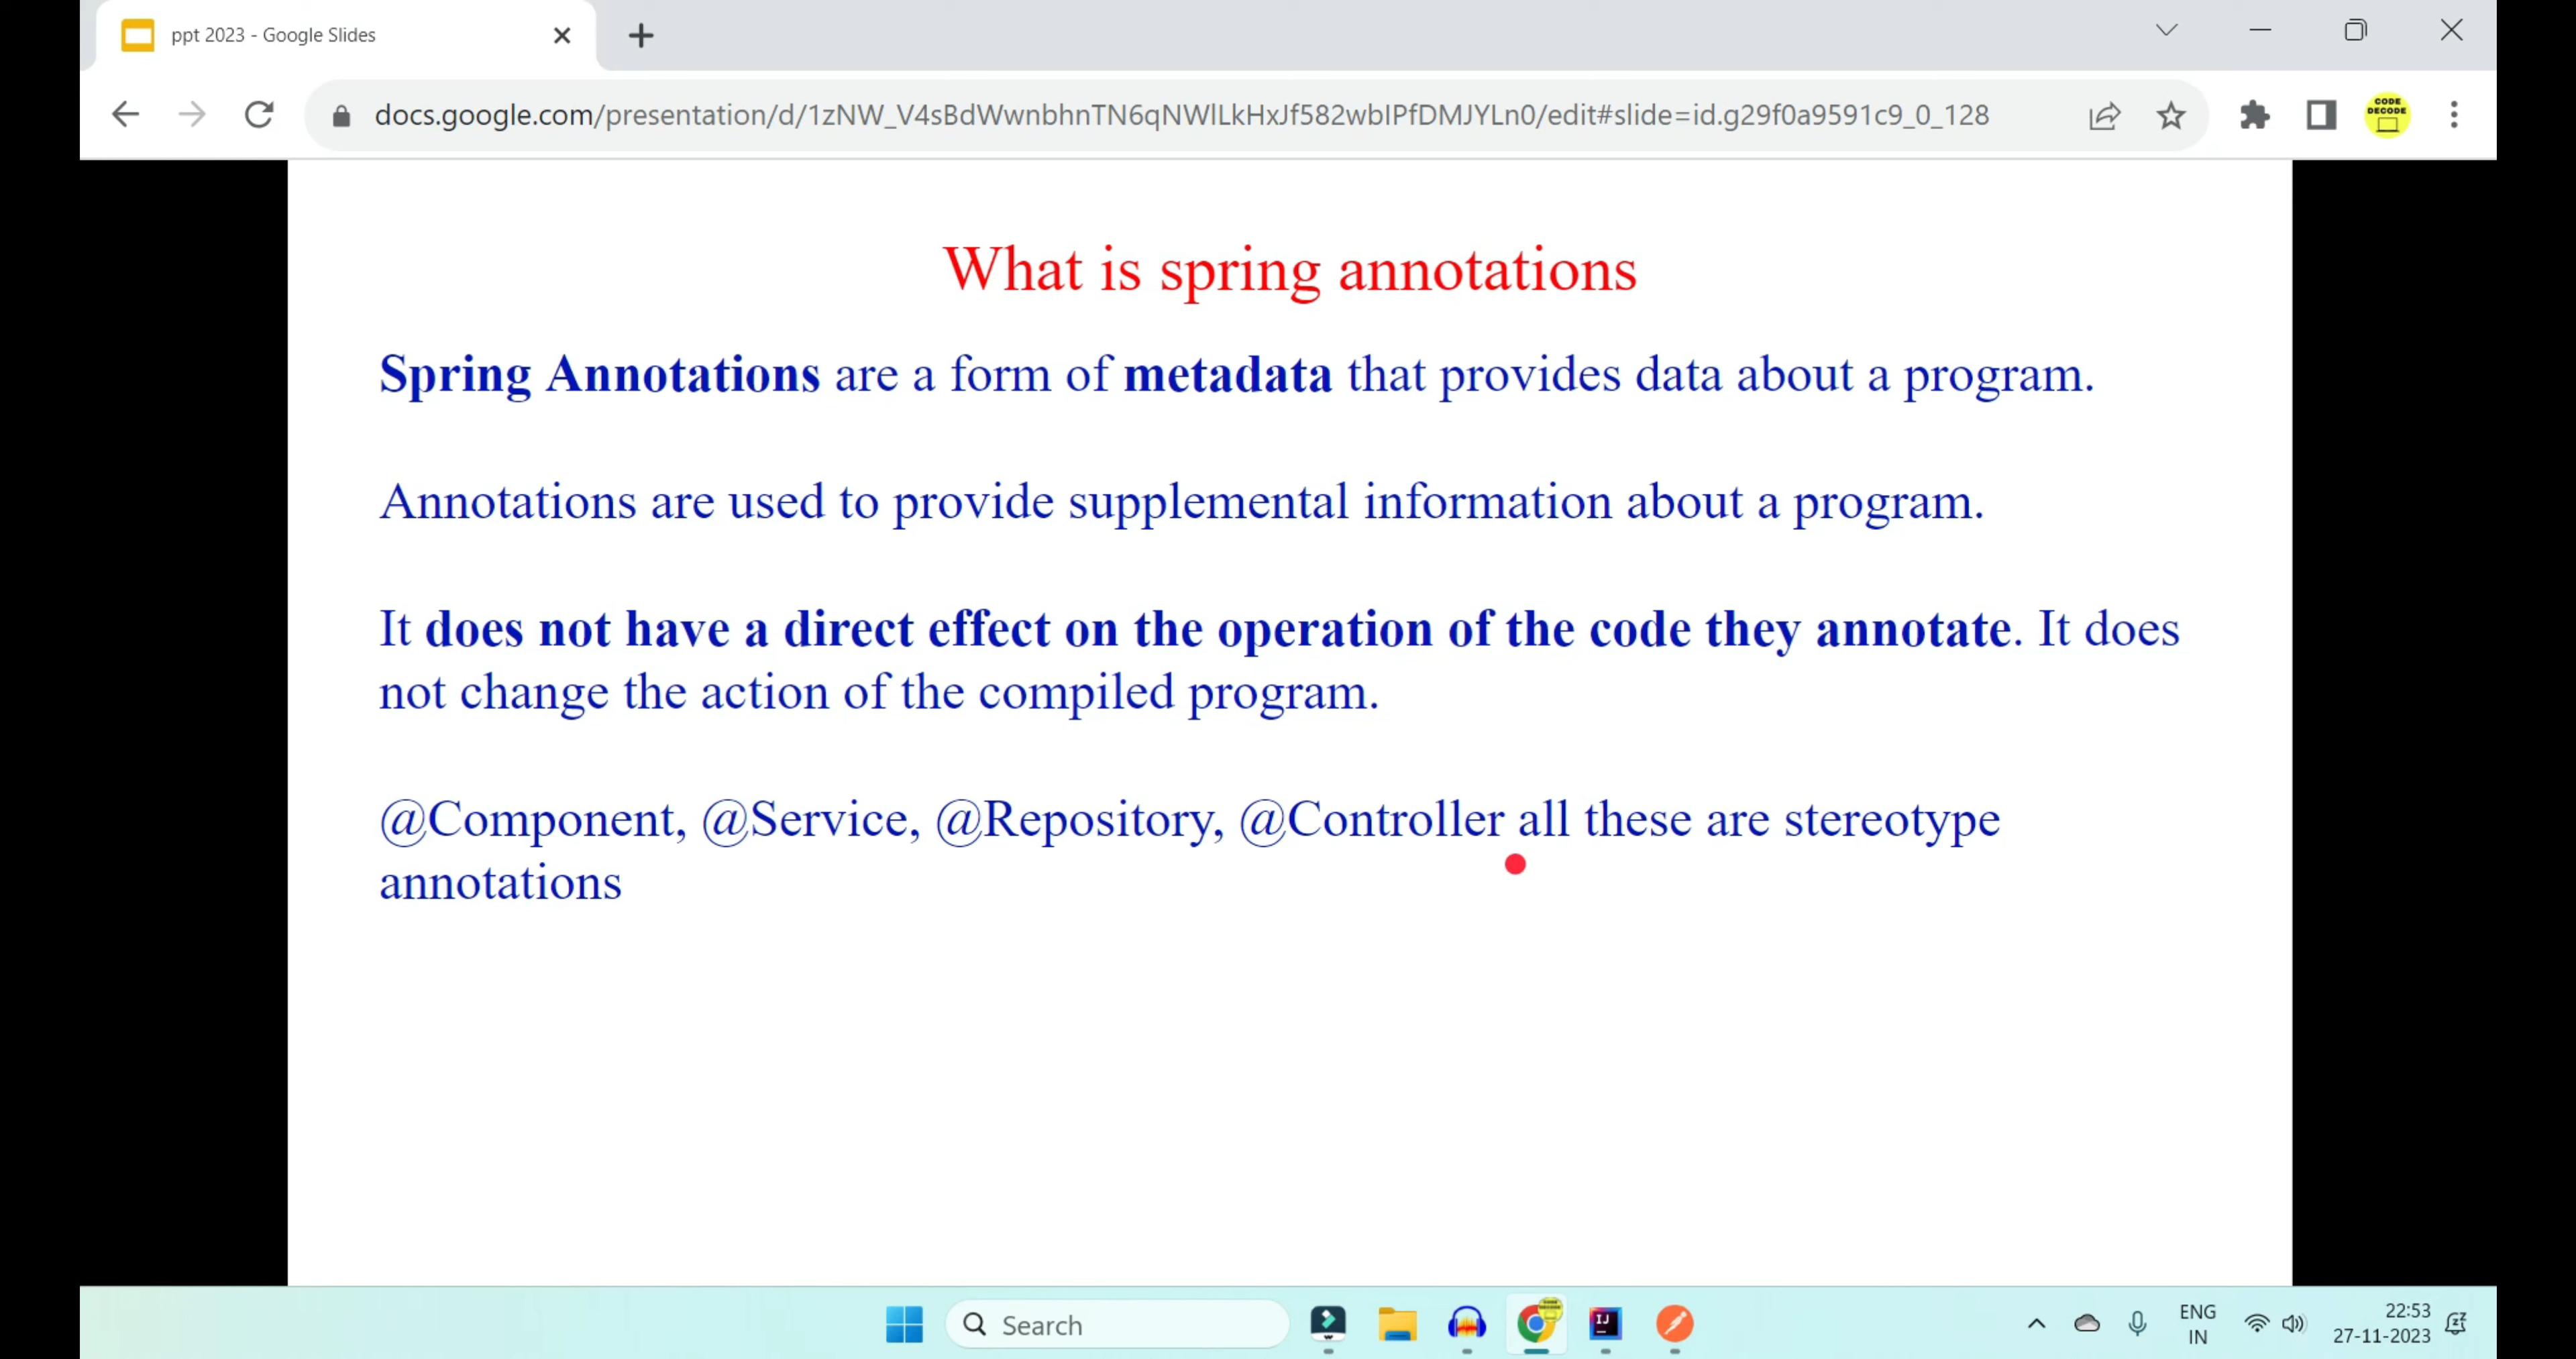 ppt 2023 - Google Slides
docs.google.com/presentation/d/1zNW_V4sBdWwnbhnTN6qNWlLkHxJf582wbIPfDMJYLn0/edit#slide=id.g29f0a9591c9_0_128
CODE
DECODE
What is spring annotations
Spring Annotations are a form of metadata that provides data about a program.
Annotations are used to provide supplemental information about a program.
It does not have a direct effect on the operation of the code they annotate. It does
not change the action of the compiled program.
@Component, @Service, @Repository, @Controller all these are stereotype
annotations
Search
IJ
ENG
IN
22:53
27-11-2023